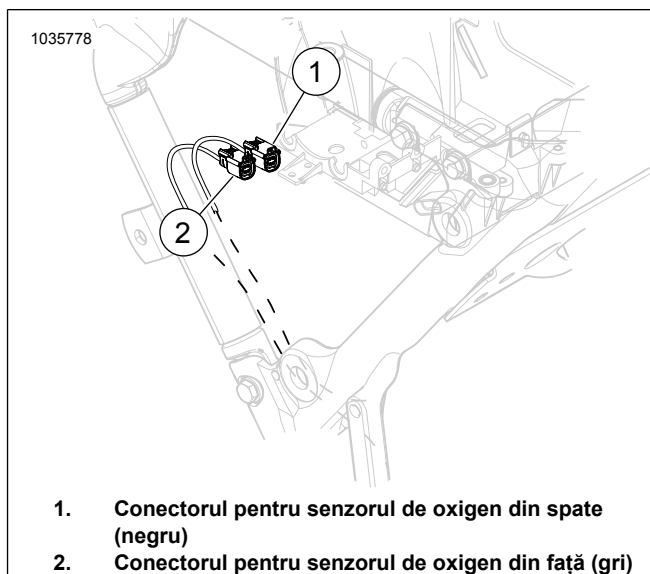 1035778
1
2
1. Conectorul pentru senzorul de oxigen din spate
(negru)
2. Conectorul pentru senzorul de oxigen din față (gri)